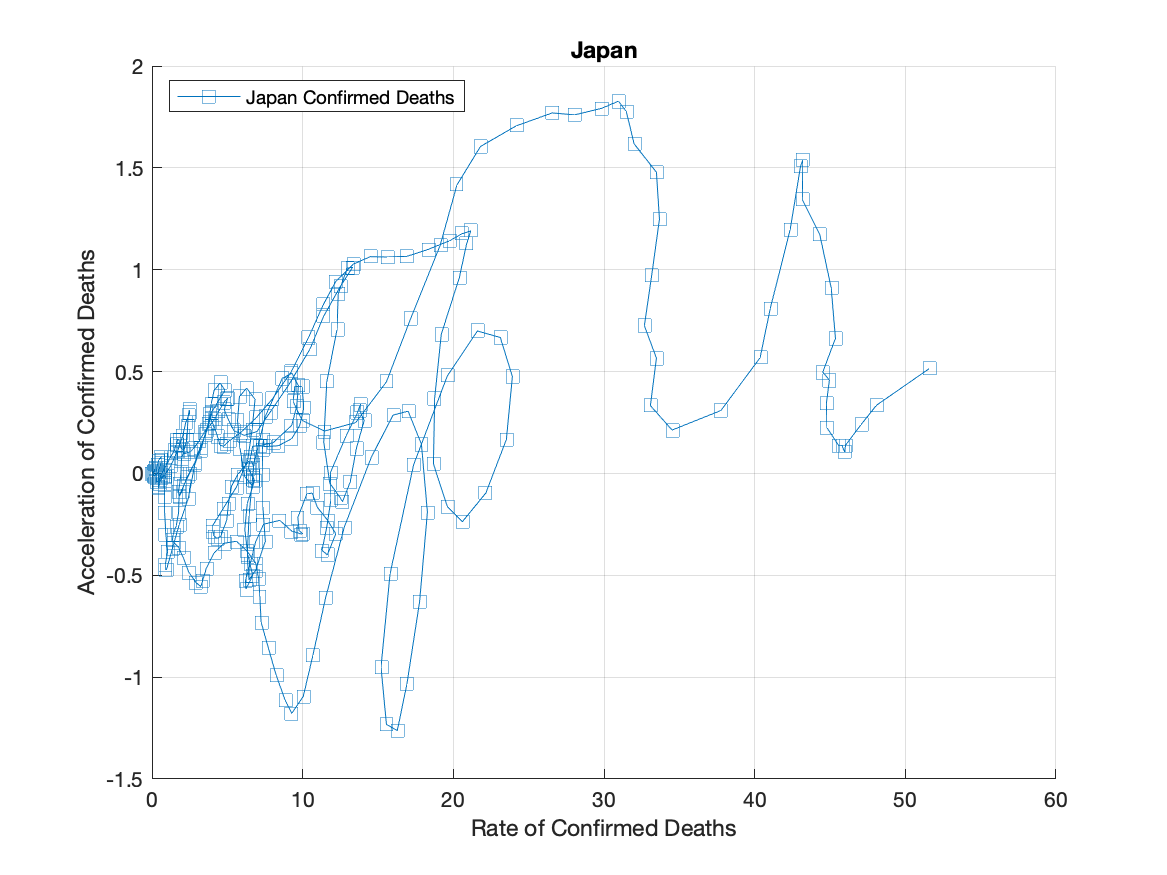 Japan
Japan Confirmed Deaths
2
1.5
1
0.5
0
-0.5
-1
-1.5
Acceleration of Confirmed Deaths
0 10 20 30 40 50 60
Rate of Confirmed Deaths